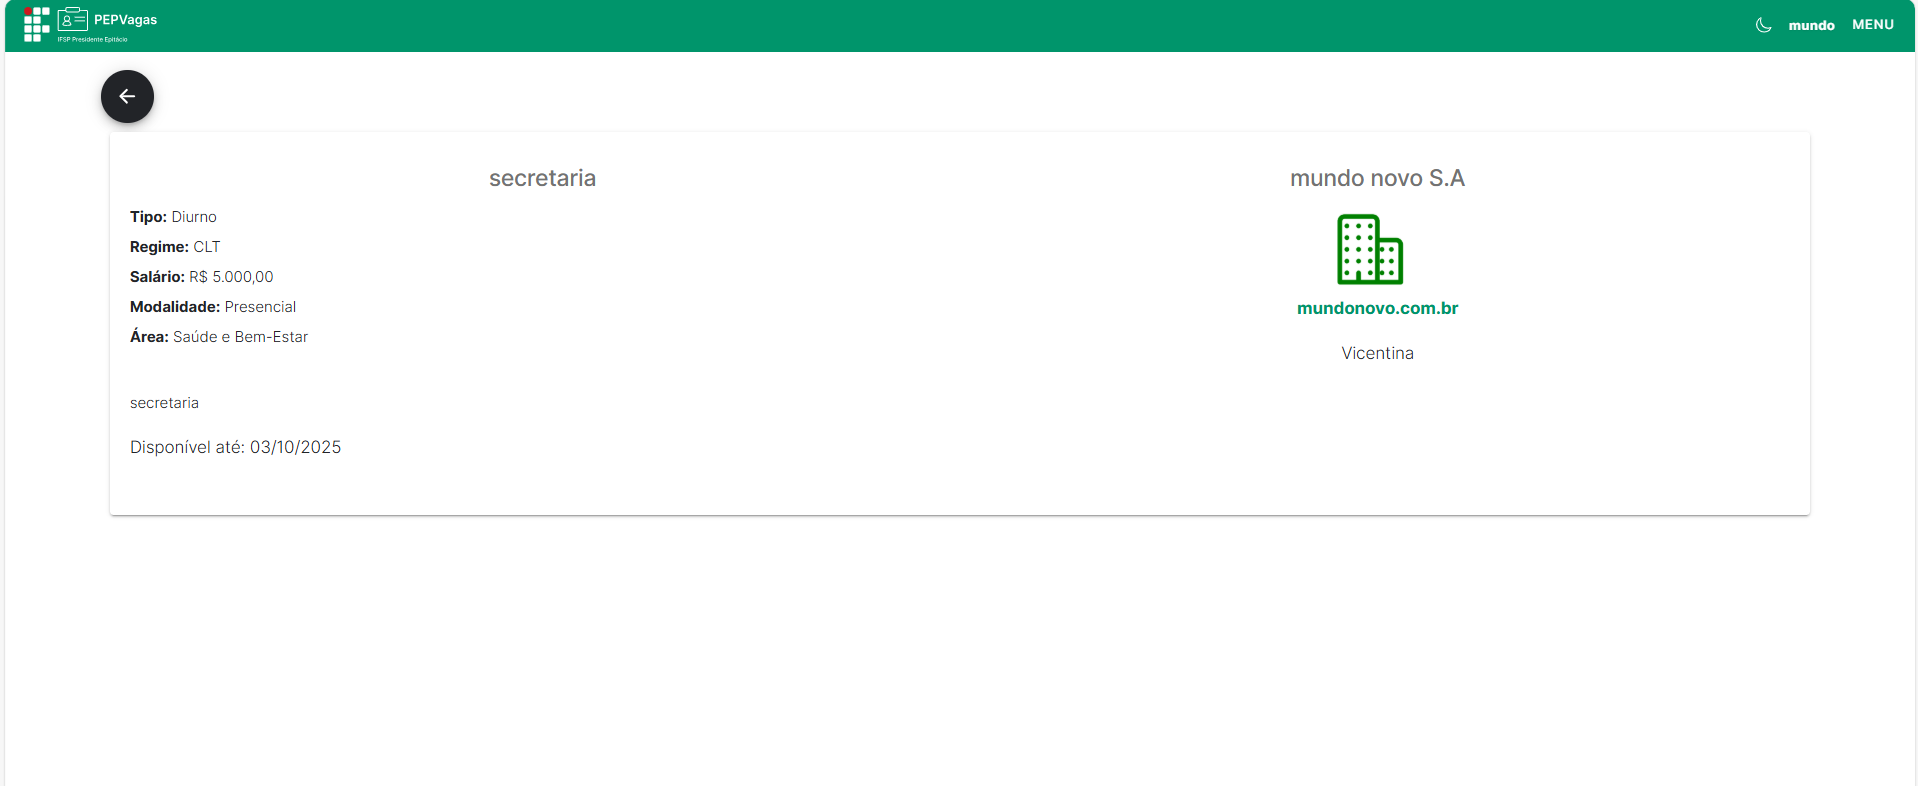 PEPVagas
IFSP Presidente Epitácio
mundo
MENU
secretaria
Tipo: Diurno
Regime: CLT
Salário: R$ 5.000,00
Modalidade: Presencial
Área: Saúde e Bem-Estar
secretaria
Disponível até: 03/10/2025
mundo novo S.A
mundonovo.com.br
Vicentina